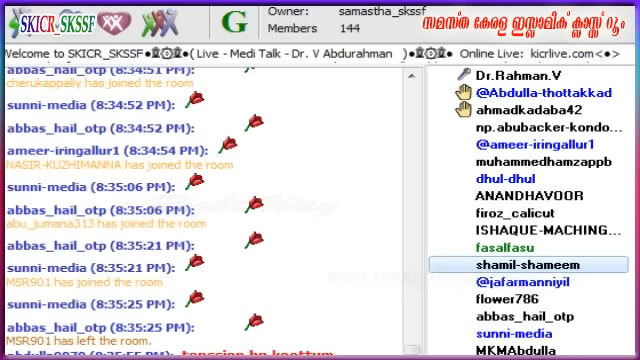 SKICR_SKSSF
G
Owner: samastha_skssf
Members 144
സമസ്ത കേരള ഇസ്ലാമിക് ക്ലാസ്സ് റൂം
Welcome to SKICR_SKSSF
( Live - Medi Talk - Dr. V Abdurahman )
Online Live: kicrlive.com
abbas_hail_otp (8:34:51 PM):
cherukappally has joined the room
sunni-media (8:34:52 PM):
abbas_hail_otp (8:34:52 PM):
ameer-iringallur1 (8:34:54 PM):
NASIR-KUZHIMANNA has joined the room
sunni-media (8:35:06 PM):
abbas_hail_otp (8:35:06 PM):
abu_jumana313 has joined the room
abbas_hail_otp (8:35:21 PM):
sunni-media (8:35:21 PM):
MSR901 has joined the room
sunni-media (8:35:25 PM):
abbas_hail_otp (8:35:25 PM):
MSR901 has left the room.
Dr.Rahman.V
@Abdulla-thottakkad
ahmadkadaba42
np.abubacker-kondo...
@ameer-iringallur1
muhammedhamzappb
dhul-dhul
ANANDHAVOOR
firoz_calicut
ISHAQUE-MACHING...
fasalfasu
shamil-shameem
@jafarmanniyil
flower786
abbas_hail_otp
sunni-media
MKMAbdulla